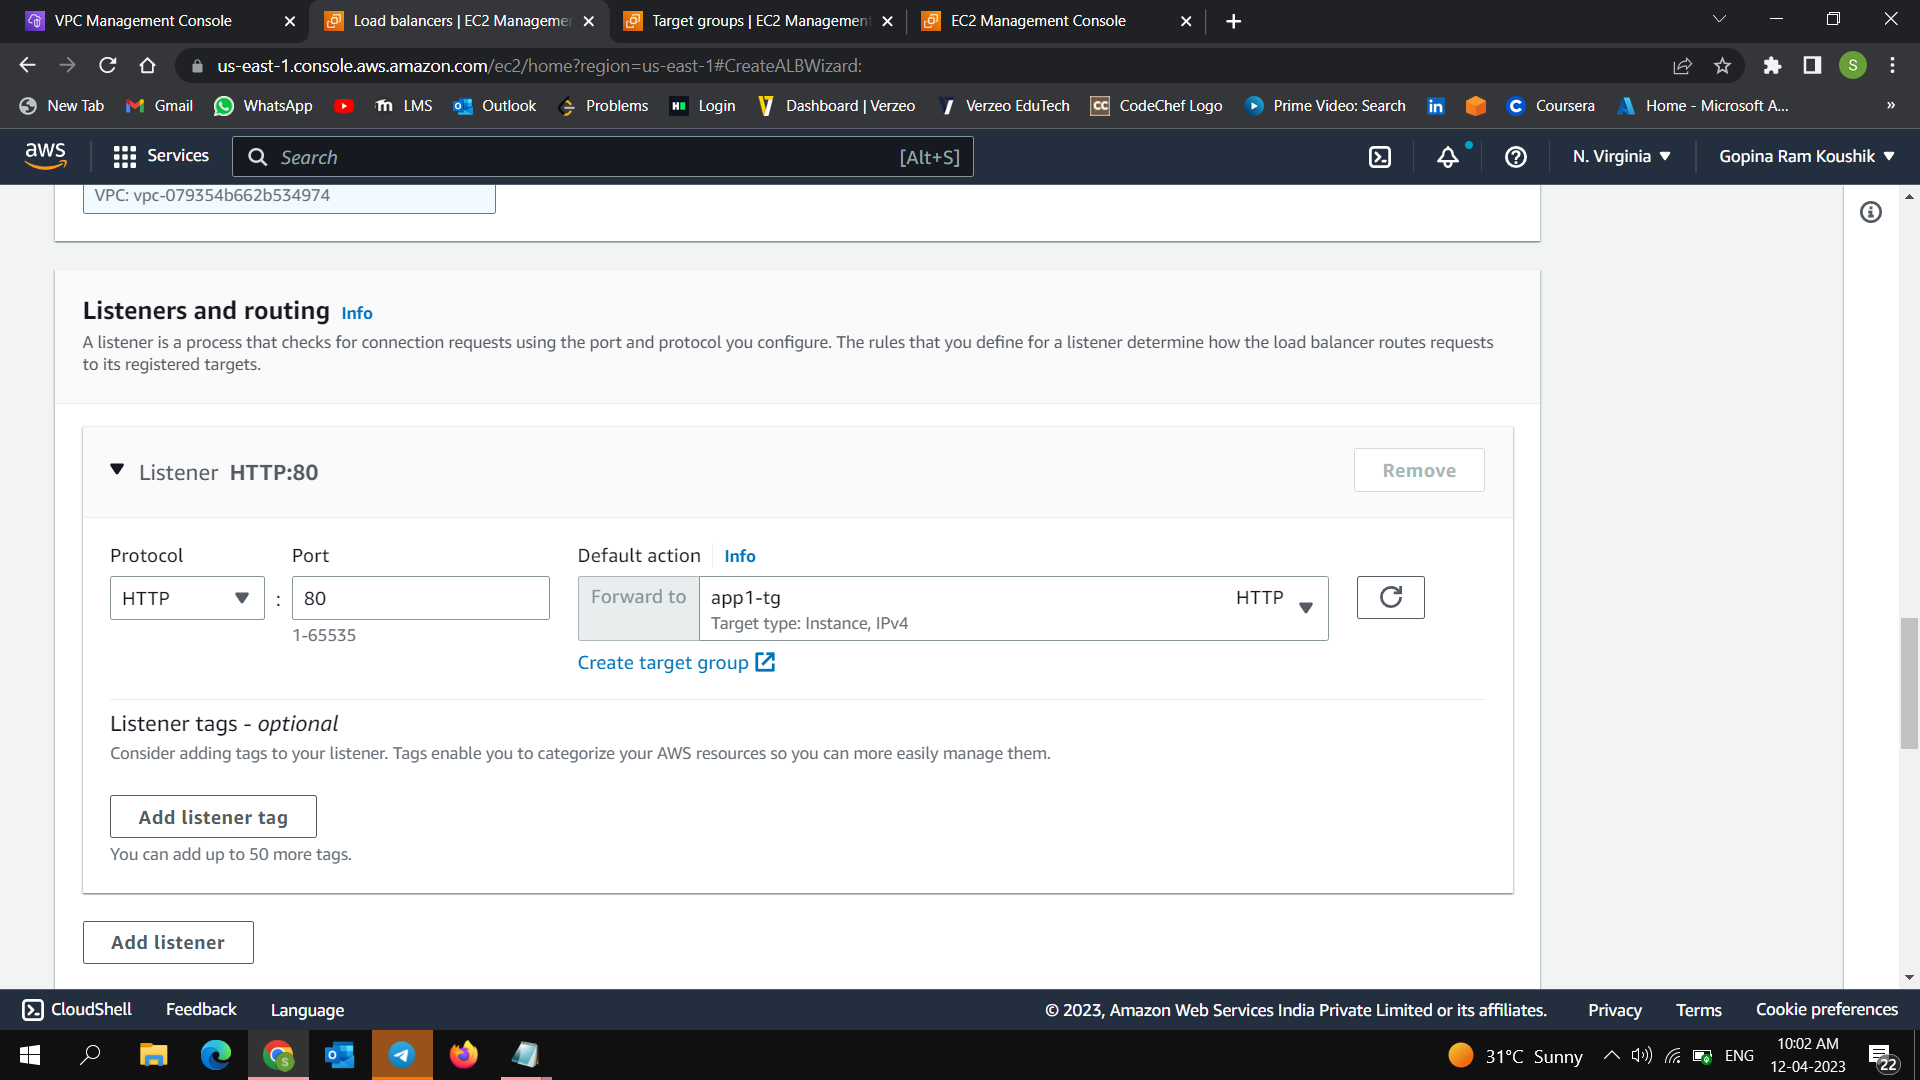 VPC Management Console
Load balancers | EC2 Manageme
Target groups | EC2 Management
EC2 Management Console
us-east-1.console.aws.amazon.com/ec2/home?region=us-east-1#CreateALBWizard:
S
New Tab
Gmail
WhatsApp
LMS
Outlook
Problems
Login
Dashboard | Verzeo
Verzeo EduTech
CodeChef Logo
Prime Video: Search
Coursera
Home - Microsoft A...
»
aws
Services
Search
[Alt+S]
N. Virginia
Gopina Ram Koushik
VPC: vpc-079354b662b534974
Listeners and routing Info
A listener is a process that checks for connection requests using the port and protocol you configure. The rules that you define for a listener determine how the load balancer routes requests
to its registered targets.
Listener HTTP:80
Remove
Protocol
Port
Default action
Info
HTTP
:
80
Forward to
app1-tg
HTTP
Target type: Instance, IPv4
1-65535
Create target group
Listener tags - optional
Consider adding tags to your listener. Tags enable you to categorize your AWS resources so you can more easily manage them.
Add listener tag
You can add up to 50 more tags.
Add listener
CloudShell
Feedback
Language
© 2023, Amazon Web Services India Private Limited or its affiliates.
Privacy
Terms
Cookie preferences
31°C Sunny
ENG
10:02 AM
12-04-2023
22